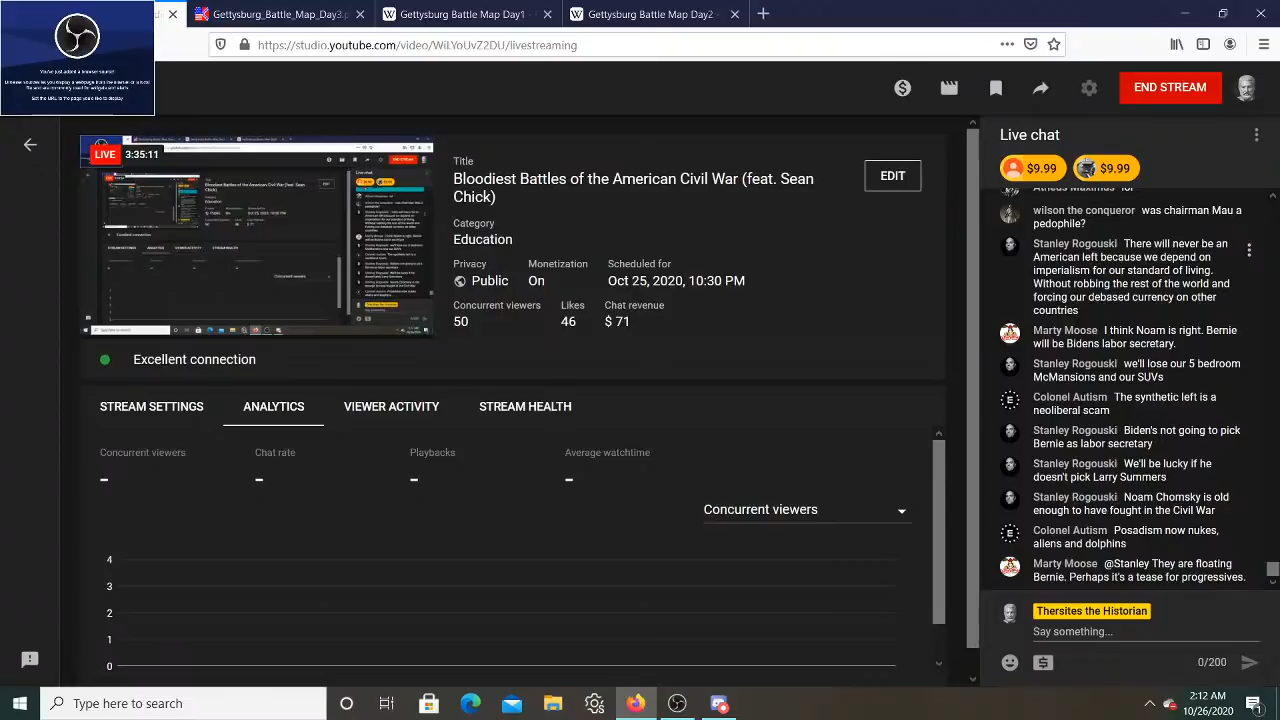 Gettysburg_Battle_Map_Day3.p
Gettysburg Battle Map Day1 -
Gettysburg Battle Map Day2
https://studio.youtube.com/video/WiLYoUvZ2DU/livestreaming
You've just added a browser source!
END STREAM
LIVE 3:35:11
Title
Bloodiest Battles of the American Civil War (feat. Sean
Chick)
EDIT
Category
Education
Privacy Monetization Scheduled for
Public On Oct 25, 2020, 10:30 PM
Concurrent viewers Likes Chat revenue
50 46 $ 71
Excellent connection
STREAM SETTINGS ANALYTICS VIEWER ACTIVITY STREAM HEALTH
Concurrent viewers Chat rate Playbacks Average watchtime
– – – –
Concurrent viewers
4
3
2
1
0
Live chat
$9.99 $9.99
wilson the emperor was chairman Mao
pedophile?
Stanley Rogouski There will never be an
American left because we depend on
imperialism for our standard of living.
Without looting the rest of the world and
forcing our debased currency on other
countries
Marty Moose I think Noam is right. Bernie
will be Bidens labor secretary.
Stanley Rogouski we'll lose our 5 bedroom
McMansions and our SUVs
Colonel Autism The synthetic left is a
neoliberal scam
Stanley Rogouski Biden's not going to pick
Bernie as labor secretary
Stanley Rogouski We'll be lucky if he
doesn't pick Larry Summers
Stanley Rogouski Noam Chomsky is old
enough to have fought in the Civil War
Colonel Autism Posadism now nukes,
aliens and dolphins
Marty Moose @Stanley They are floating
Bernie. Perhaps it's a tease for progressives.
Thersites the Historian
Say something...
0/200
Type here to search
2:12 AM
10/26/2020